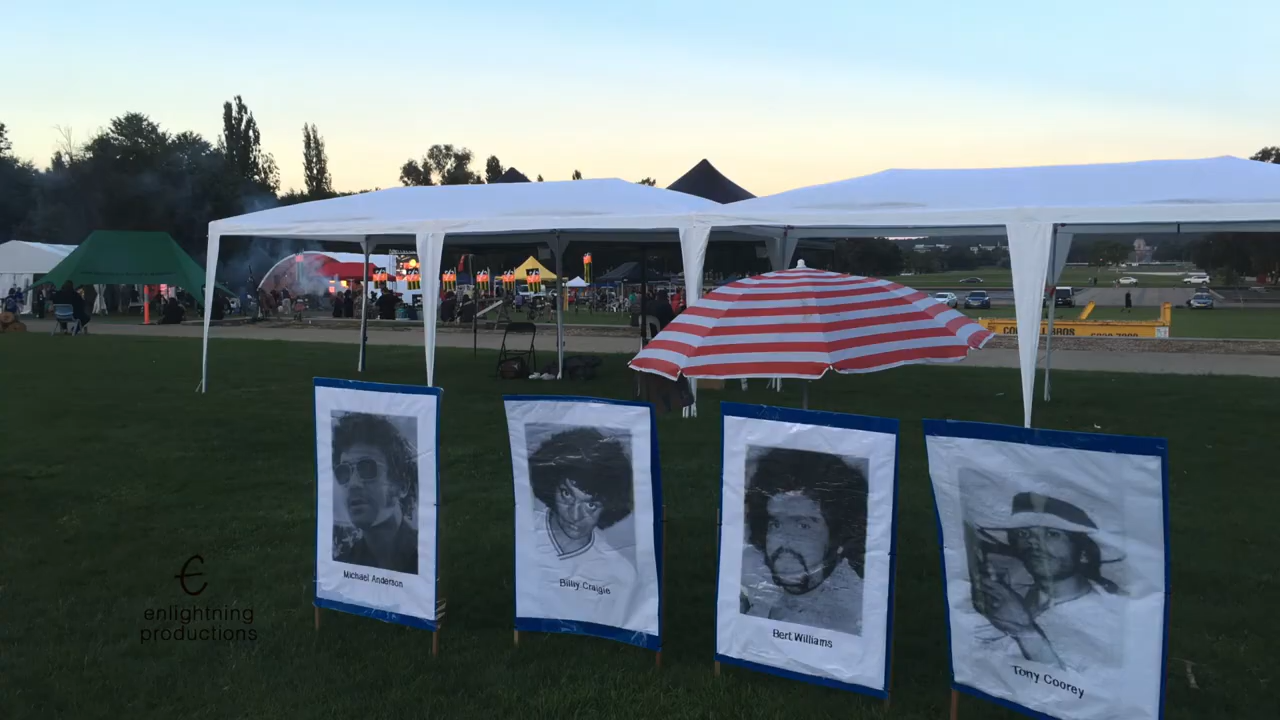 Michael Anderson
Billy Craigie
Bert Williams
Tony Coorey
enlightning
productions